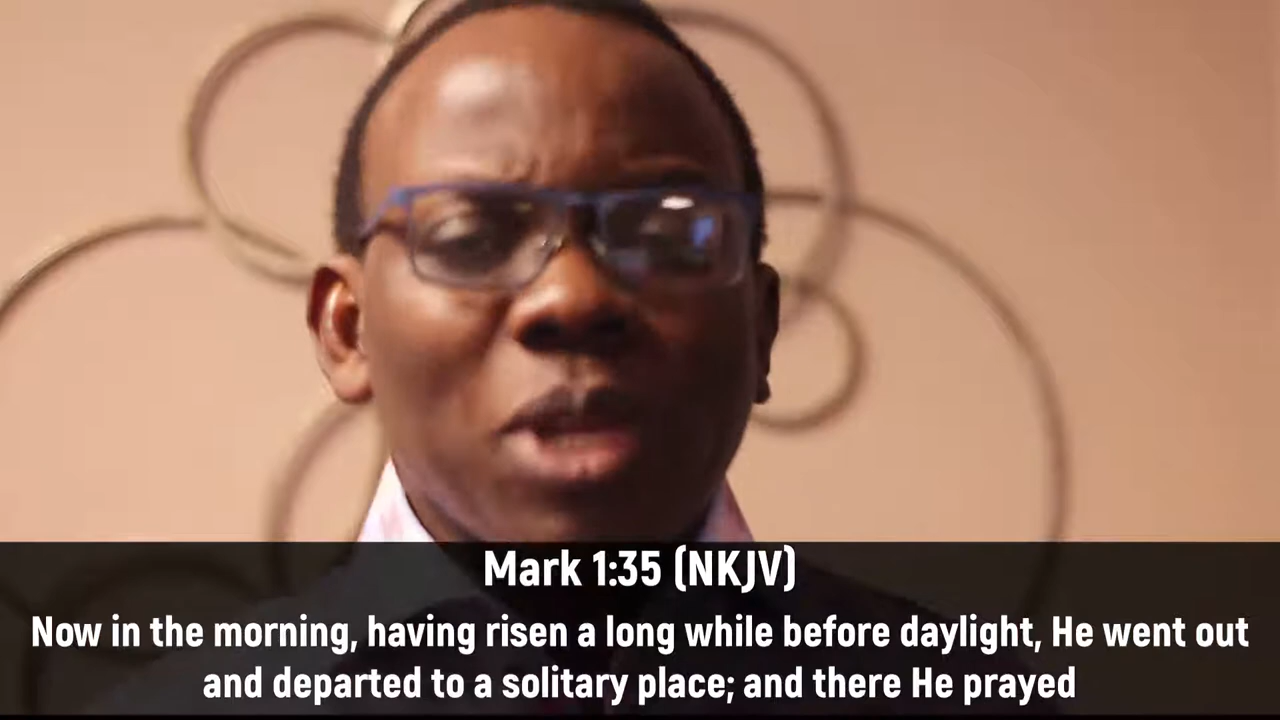 Mark 1:35 (NKJV)
Now in the morning, having risen a long while before daylight, He went out
and departed to a solitary place; and there He prayed